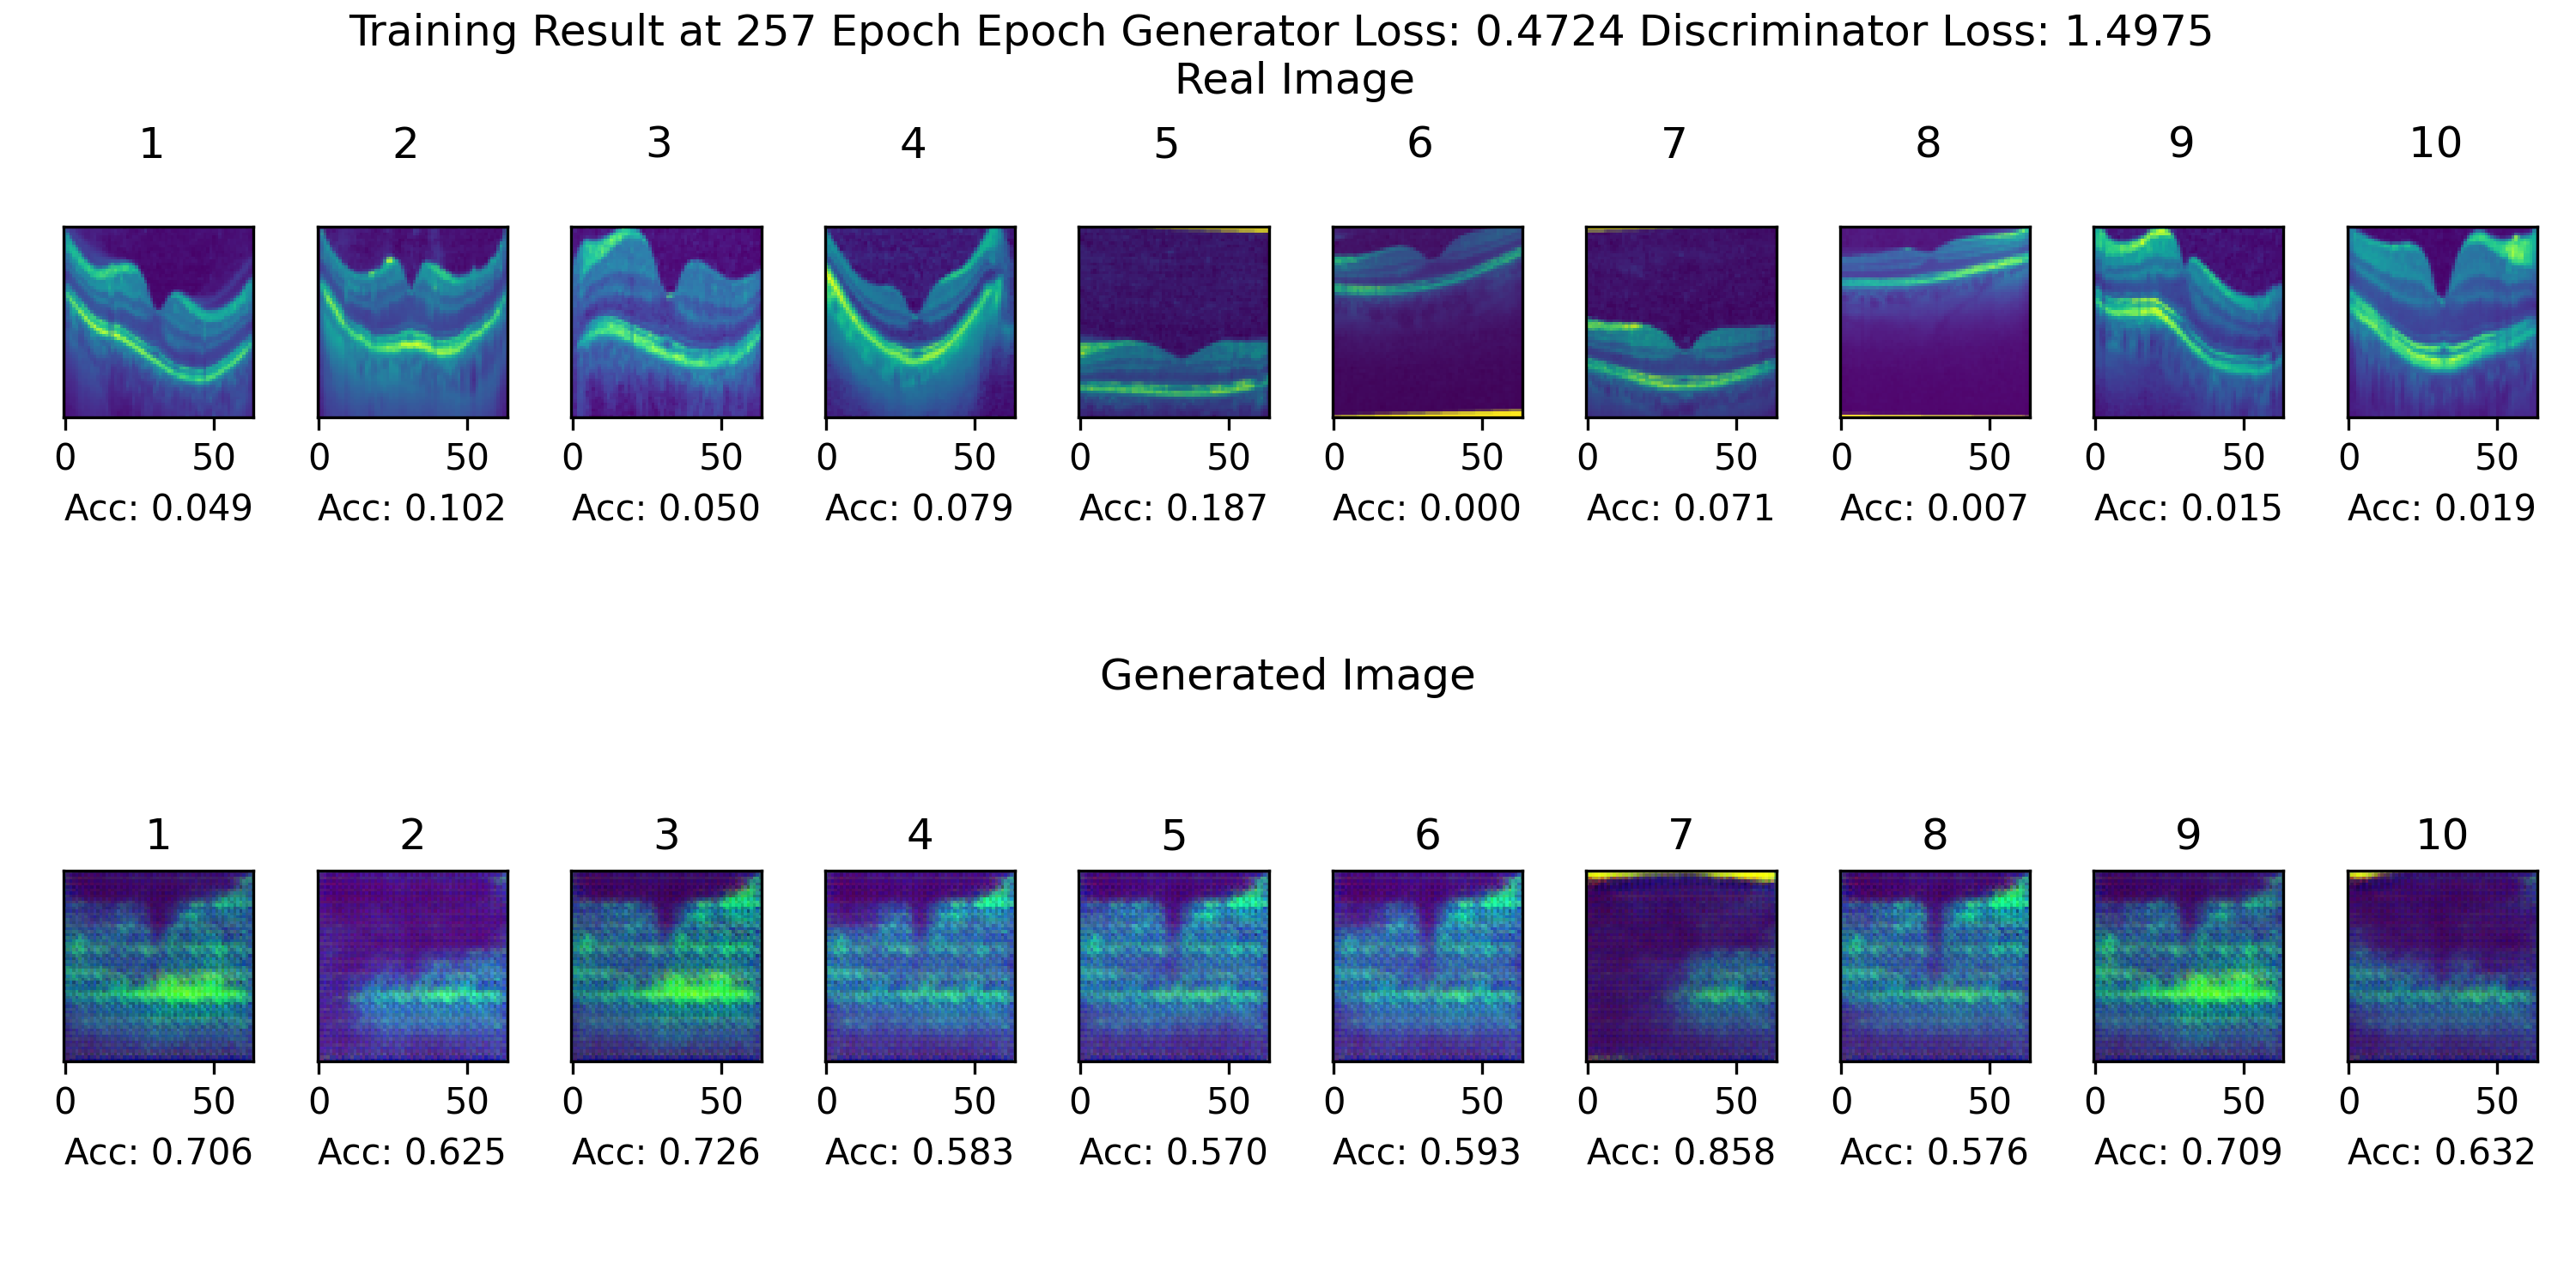 Training Result at 257 Epoch Epoch Generator Loss: 0.4724 Discriminator Loss: 1.4975
Real Image
1 2 3 4 5 6 7 8 9 10
0 50 0 50 0 50 0 50 0 50 0 50 0 50 0 50 0 50 0 50
Acc: 0.049 Acc: 0.102 Acc: 0.050 Acc: 0.079 Acc: 0.187 Acc: 0.000 Acc: 0.071 Acc: 0.007 Acc: 0.015 Acc: 0.019
Generated Image
1 2 3 4 5 6 7 8 9 10
0 50 0 50 0 50 0 50 0 50 0 50 0 50 0 50 0 50 0 50
Acc: 0.706 Acc: 0.625 Acc: 0.726 Acc: 0.583 Acc: 0.570 Acc: 0.593 Acc: 0.858 Acc: 0.576 Acc: 0.709 Acc: 0.632